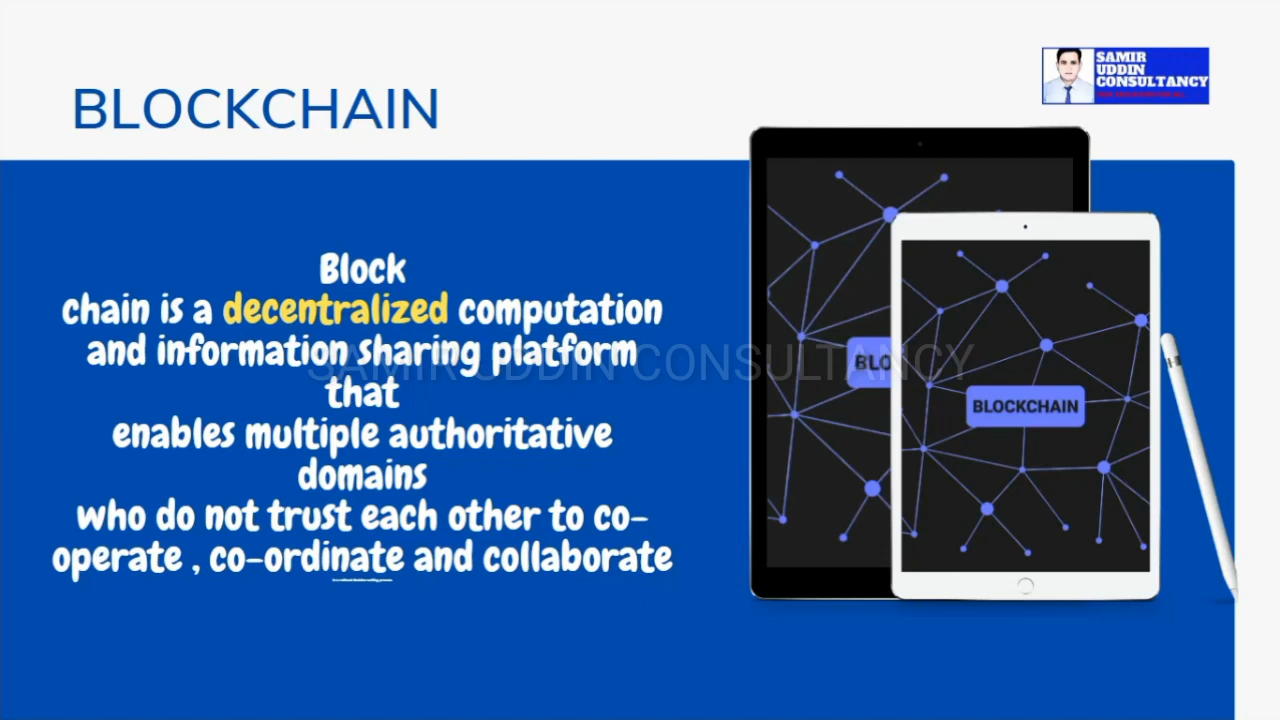 BLOCKCHAIN
SAMIR
UDDIN
CONSULTANCY
Block
chain is a decentralized computation
and information sharing platform
that
enables multiple authoritative
domains
who do not trust each other to co-
operate , co-ordinate and collaborate
SAMIR UDDIN CONSULTANCY
BLO
BLOCKCHAIN